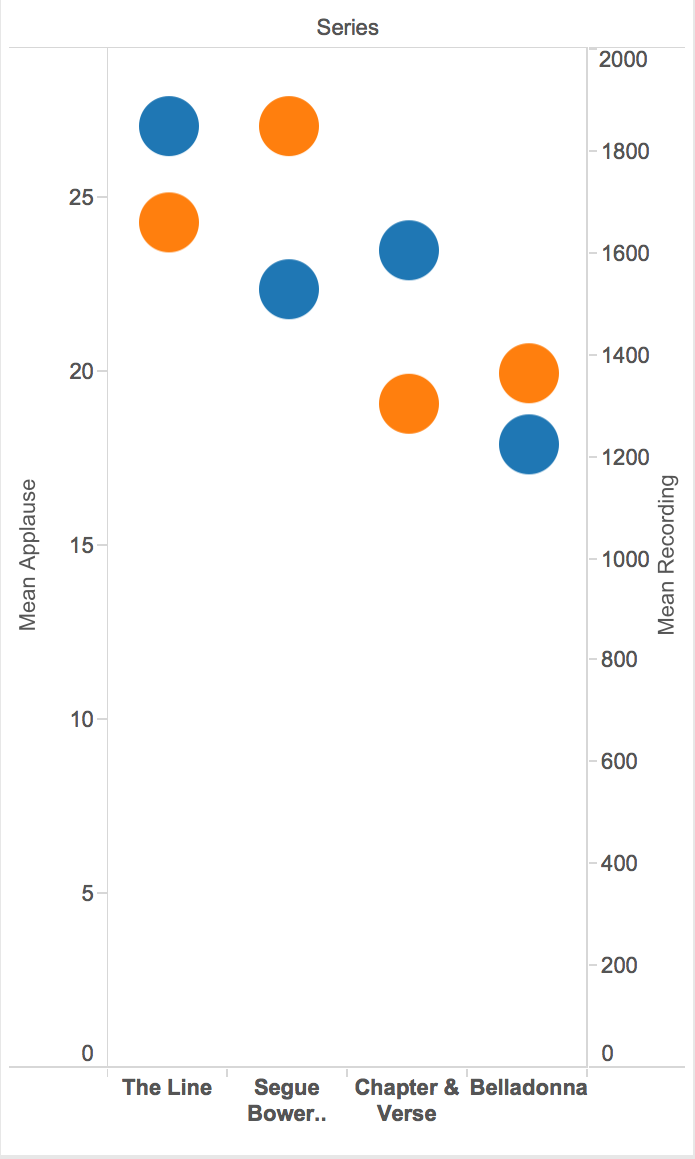 Series
2000
1800
25
1600
20
1400
1200
Mean Applause
Mean Recording
15
1000
800
10
600
5
400
200
0
0
The Line
Segue
Bower..
Chapter &
Verse
Belladonna